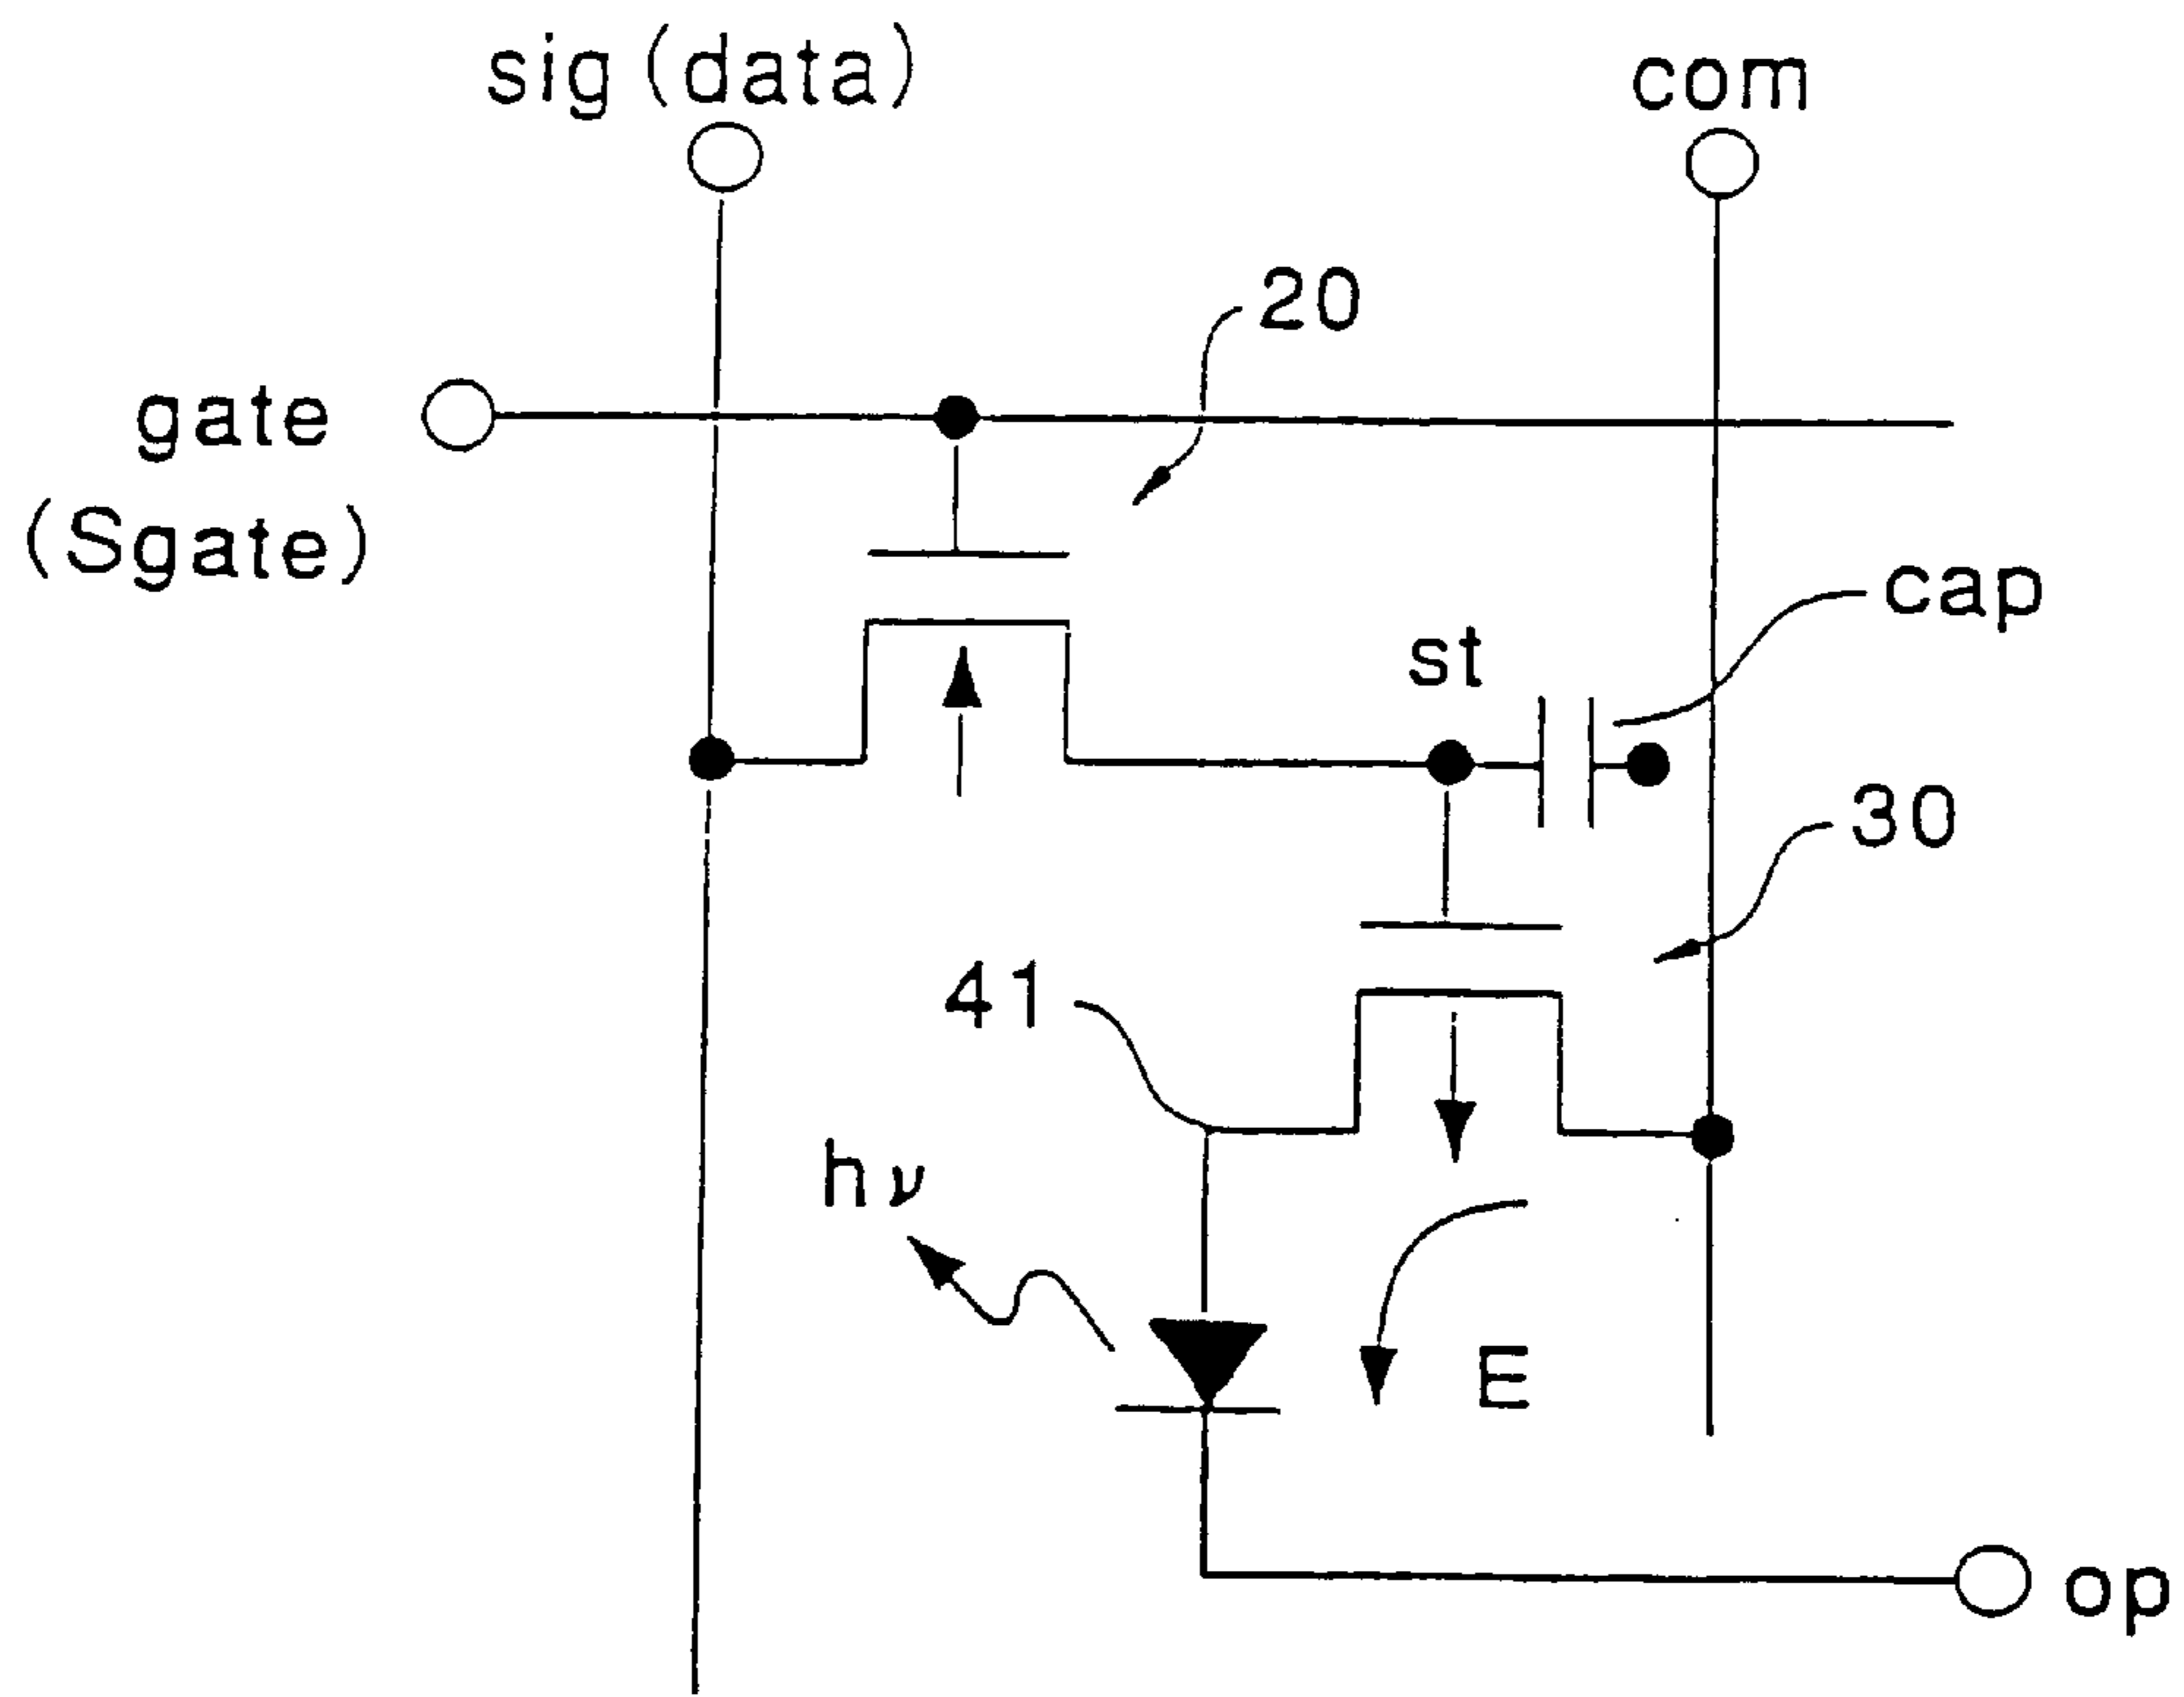 sig (data)
com
20
gate
(Sgate)
cap
st
30
41
hν
E
op